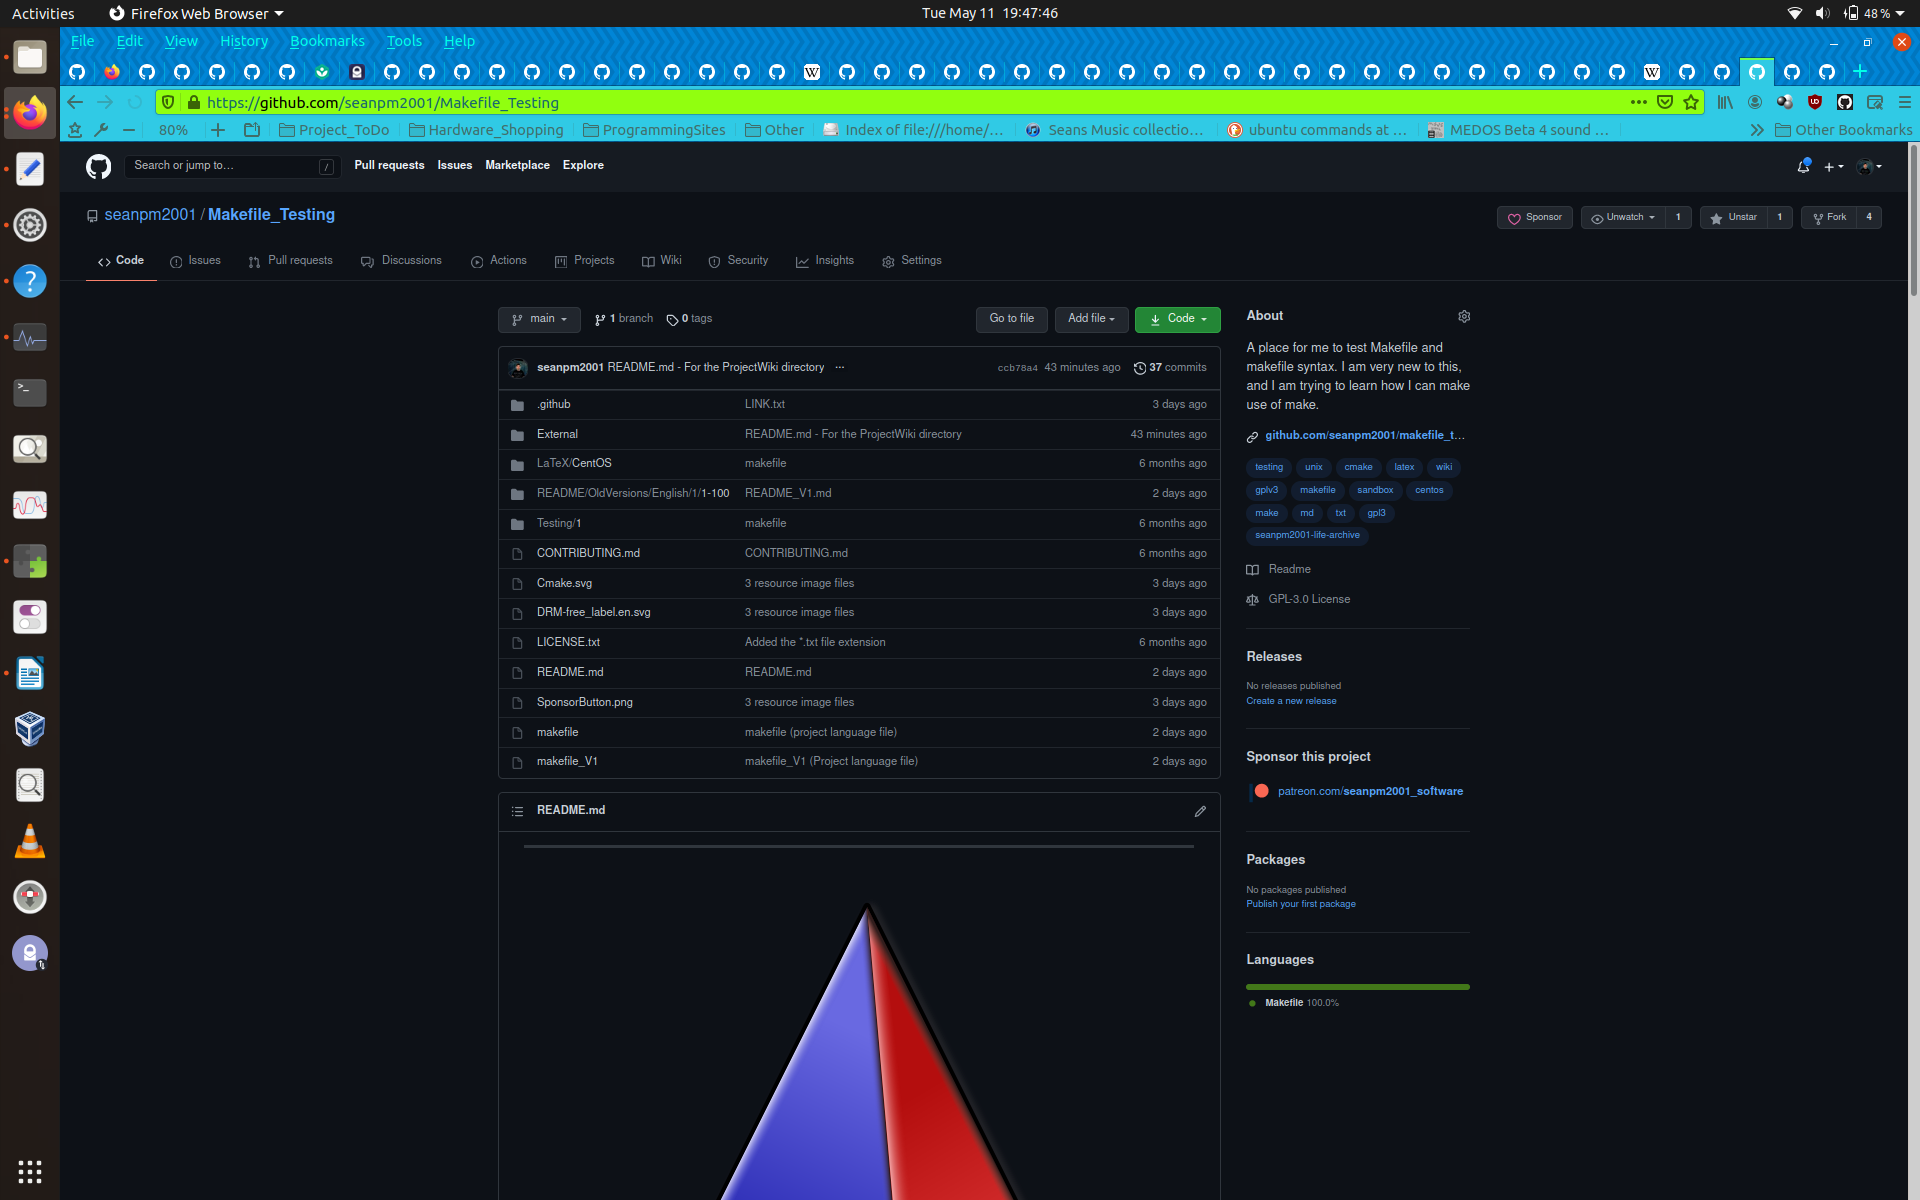 Activities Firefox Web Browser Tue May 11 19:47:46 48 %
File Edit View History Bookmarks Tools Help
https://github.com/seanpm2001/Makefile_Testing
80% Project_ToDo Hardware_Shopping ProgrammingSites Other Index of file:///home/... Seans Music collectio... ubuntu commands at ... MEDOS Beta 4 sound ... Other Bookmarks
Search or jump to... / Pull requests Issues Marketplace Explore
seanpm2001 / Makefile_Testing
Sponsor Unwatch 1 Unstar 1 Fork 4
Code Issues Pull requests Discussions Actions Projects Wiki Security Insights Settings
main 1 branch 0 tags Go to file Add file Code
seanpm2001 README.md - For the ProjectWiki directory ... ccb78a4 43 minutes ago 37 commits
.github LINK.txt 3 days ago
External README.md - For the ProjectWiki directory 43 minutes ago
LaTeX/CentOS makefile 6 months ago
README/OldVersions/English/1/1-100 README_V1.md 2 days ago
Testing/1 makefile 6 months ago
CONTRIBUTING.md CONTRIBUTING.md 6 months ago
Cmake.svg 3 resource image files 3 days ago
DRM-free_label.en.svg 3 resource image files 3 days ago
LICENSE.txt Added the *.txt file extension 6 months ago
README.md README.md 2 days ago
SponsorButton.png 3 resource image files 3 days ago
makefile makefile (project language file) 2 days ago
makefile_V1 makefile_V1 (Project language file) 2 days ago
README.md
About
A place for me to test Makefile and
makefile syntax. I am very new to this,
and I am trying to learn how I can make
use of make.
github.com/seanpm2001/makefile_t...
testing unix cmake latex wiki
gplv3 makefile sandbox centos
make md txt gpl3
seanpm2001-life-archive
Readme
GPL-3.0 License
Releases
No releases published
Create a new release
Sponsor this project
patreon.com/seanpm2001_software
Packages
No packages published
Publish your first package
Languages
Makefile 100.0%